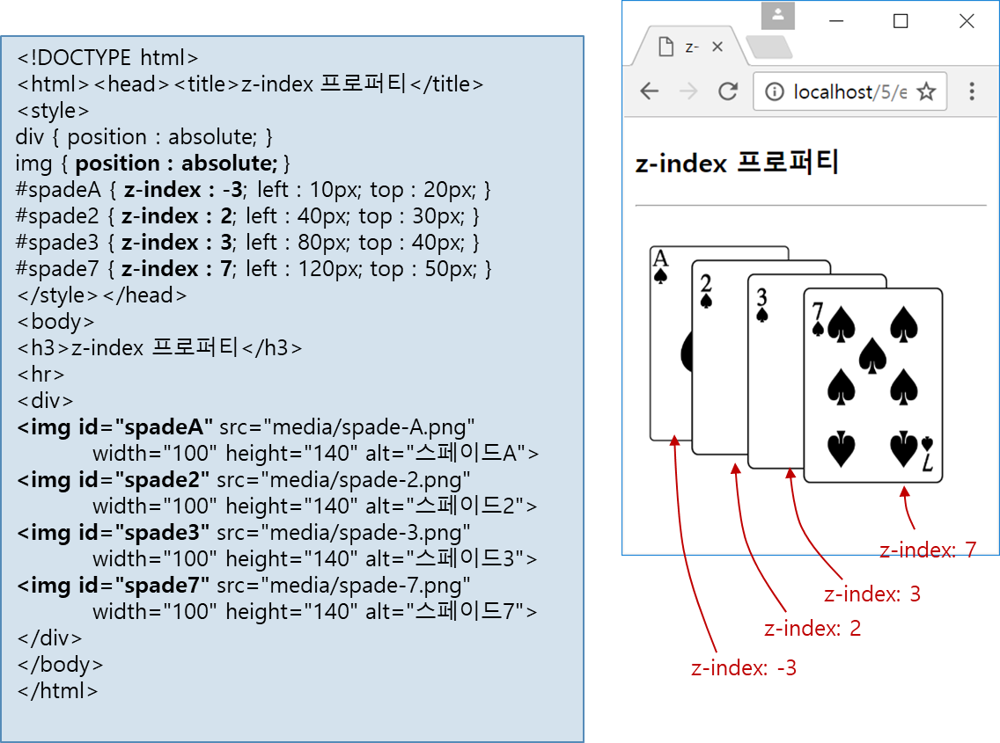 <!DOCTYPE html>
<html><head><title>z-index 프로퍼티</title>
<style>
div { position : absolute; }
img { position : absolute; }
#spadeA { z-index : -3; left : 10px; top : 20px; }
#spade2 { z-index : 2; left : 40px; top : 30px; }
#spade3 { z-index : 3; left : 80px; top : 40px; }
#spade7 { z-index : 7; left : 120px; top : 50px; }
</style></head>
<body>
<h3>z-index 프로퍼티</h3>
<hr>
<div>
<img id="spadeA" src="media/spade-A.png"
width="100" height="140" alt="스페이드A">
<img id="spade2" src="media/spade-2.png"
width="100" height="140" alt="스페이드2">
<img id="spade3" src="media/spade-3.png"
width="100" height="140" alt="스페이드3">
<img id="spade7" src="media/spade-7.png"
width="100" height="140" alt="스페이드7">
</div>
</body>
</html>
z-
localhost/5/e
z-index 프로퍼티
A
2
3
7
7
z-index: 7
z-index: 3
z-index: 2
z-index: -3